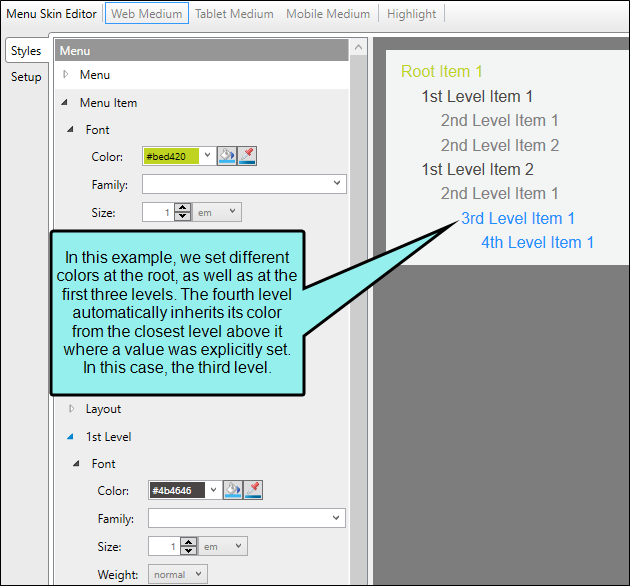 Menu Skin Editor Web Medium Tablet Medium Mobile Medium Highlight
Styles
Setup
Menu
Menu
Menu Item
Font
Color: #bed420
Family:
Size: 1 em
In this example, we set different
colors at the root, as well as at the
first three levels. The fourth level
automatically inherits its color
from the closest level above it
where a value was explicitly set.
In this case, the third level.
Layout
1st Level
Font
Color: #4b4646
Family:
Size: 1 em
Weight: normal
Root Item 1
1st Level Item 1
2nd Level Item 1
2nd Level Item 2
1st Level Item 2
2nd Level Item 1
3rd Level Item 1
4th Level Item 1